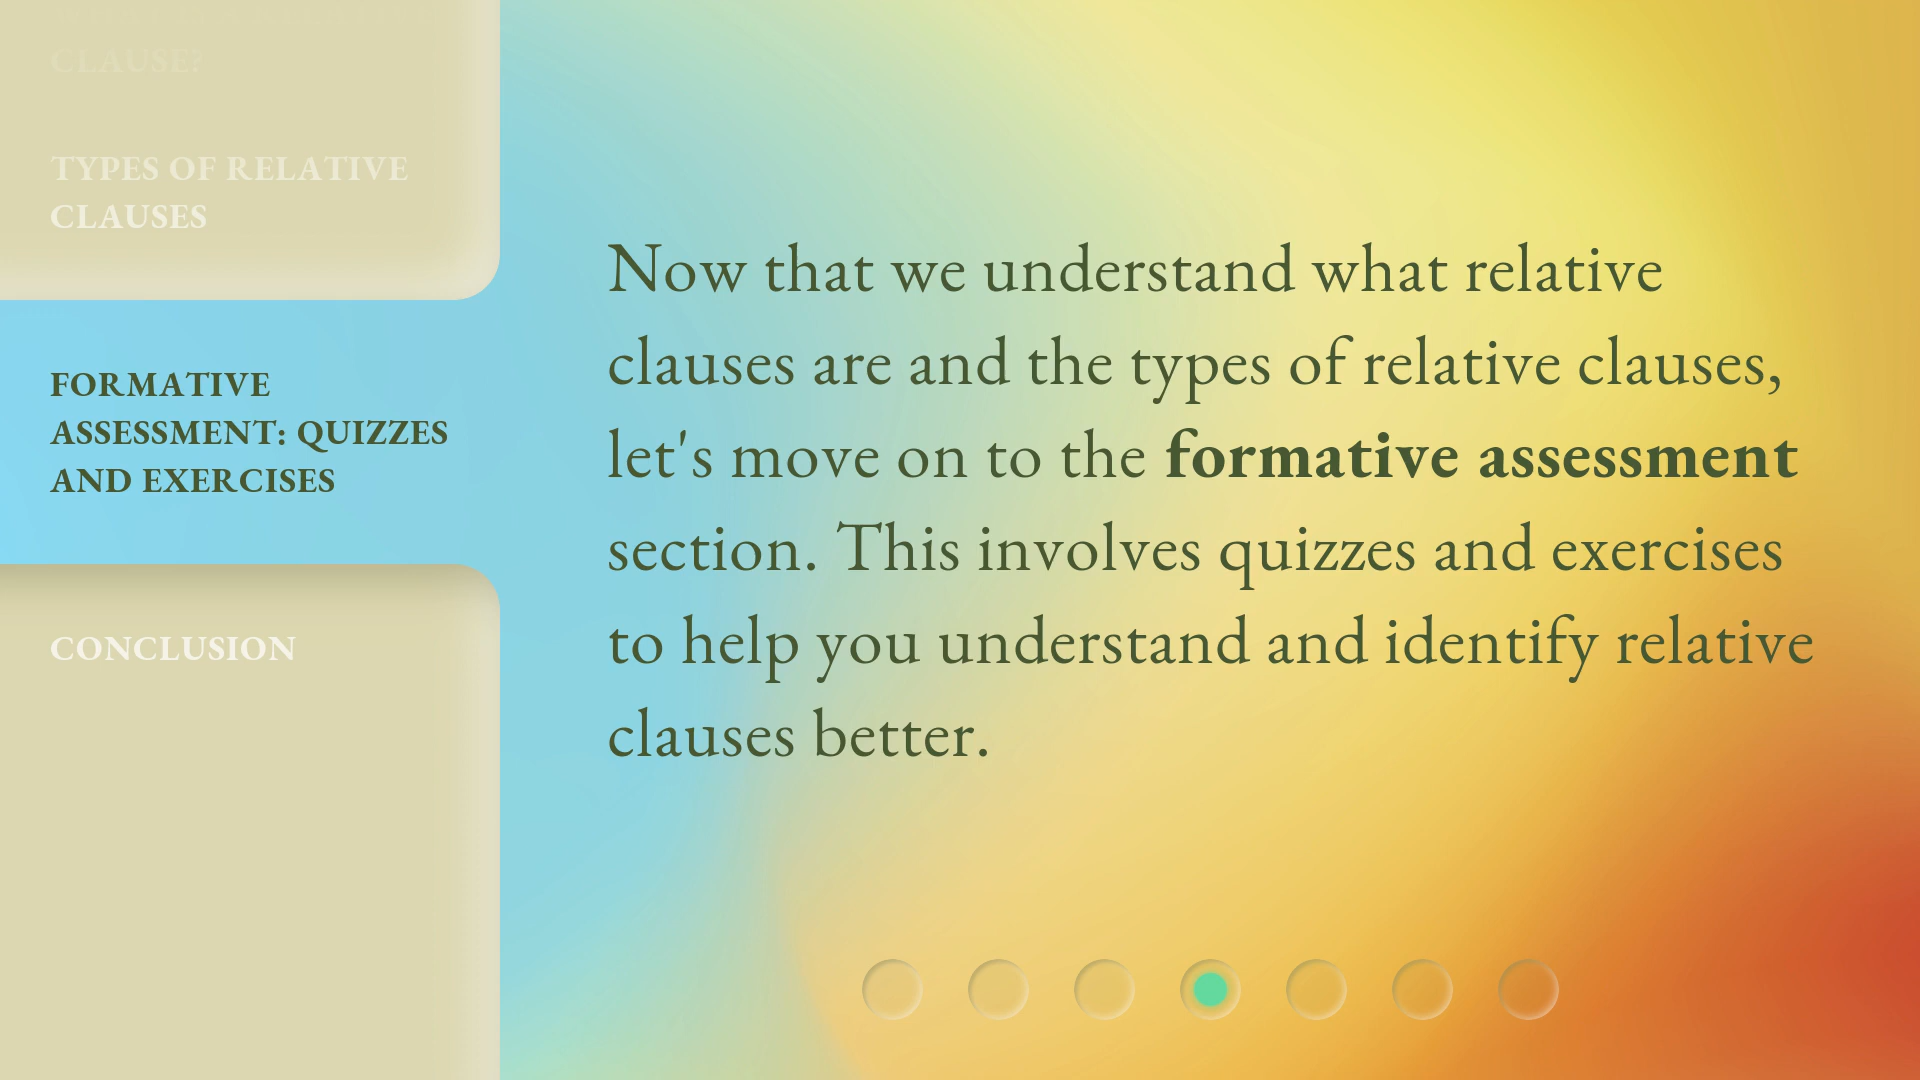 CLAUSE?
TYPES OF RELATIVE
CLAUSES
FORMATIVE
ASSESSMENT: QUIZZES
AND EXERCISES
CONCLUSION
Now that we understand what relative
clauses are and the types of relative clauses,
let's move on to the formative assessment
section. This involves quizzes and exercises
to help you understand and identify relative
clauses better.